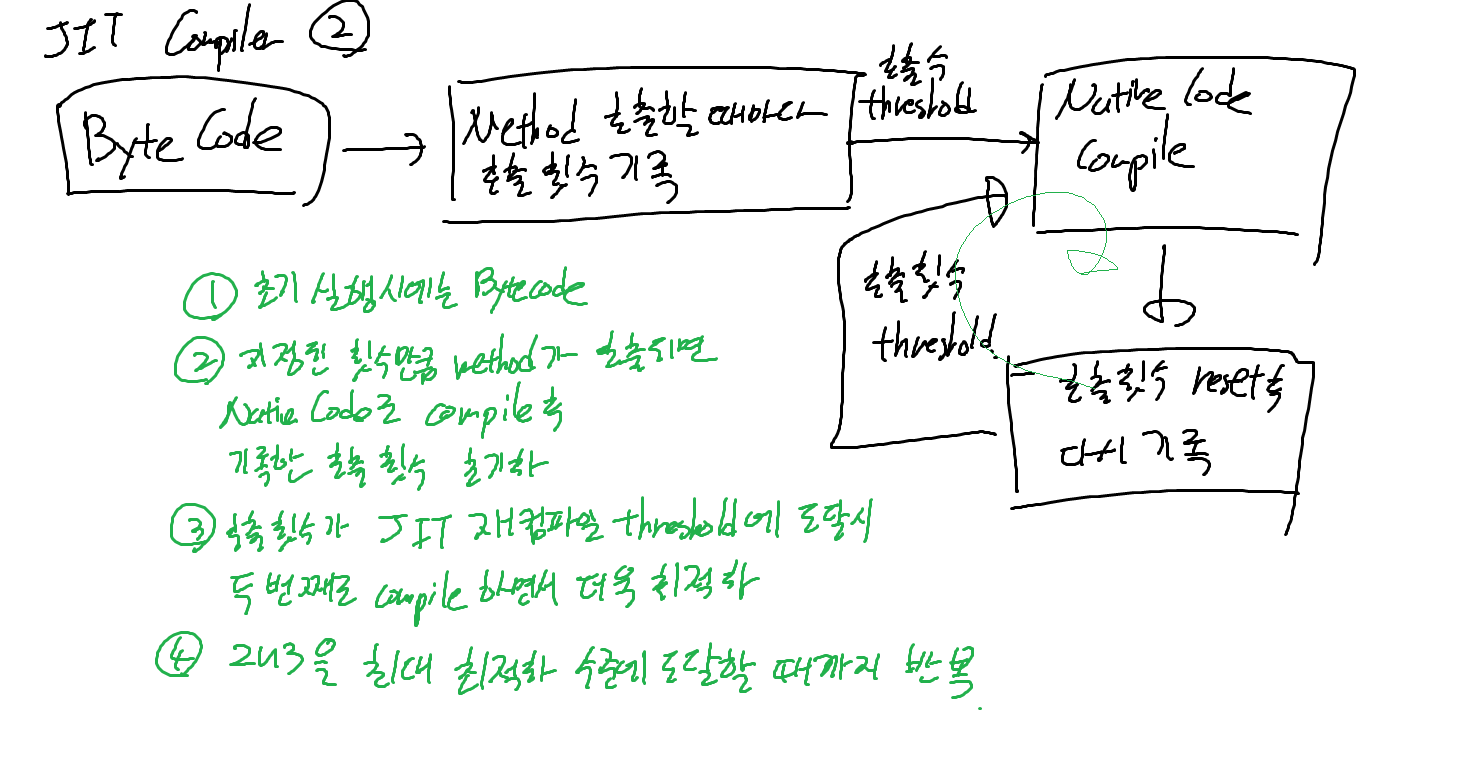 JIT Compiler ②
Byte Code
Method 호출할 때마다
호출 횟수 기록
호출 수
threshold
Native Code
Compile
호출 횟수
threshold
호출 횟수 reset 후
다시 기록
① 초기 실행시에는 Bytecode
② 지정된 횟수만큼 method가 호출되면
Native Code로 compile 후
기록한 호출 횟수 초기화
③ 호출 횟수가 JIT 재컴파일 threshold에 도달시
두 번째로 compile 하면서 더욱 최적화
④ 2~3을 최대 최적화 수준에 도달할 때까지 반복.